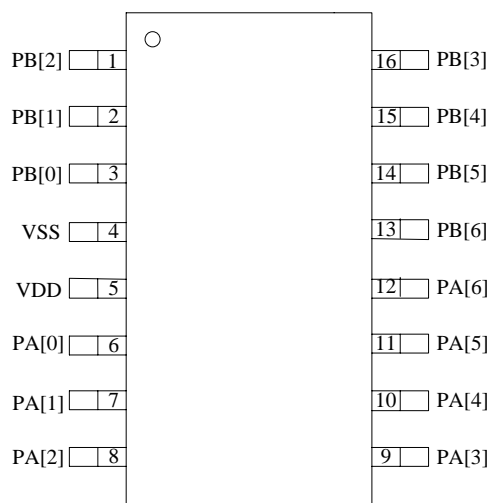 PB[2] 1 16 PB[3]
PB[1] 2 15 PB[4]
PB[0] 3 14 PB[5]
VSS 4 13 PB[6]
VDD 5 12 PA[6]
PA[0] 6 11 PA[5]
PA[1] 7 10 PA[4]
PA[2] 8 9 PA[3]